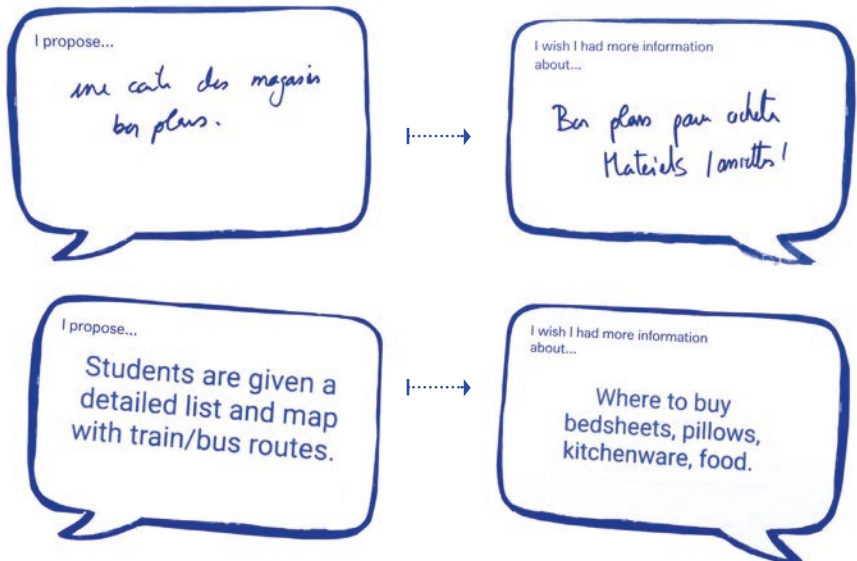 I propose...
une carte des magasins
bon plans.
I wish I had more information
about...
Bon plans pour acheter
Materiels
I propose...
Students are given a
detailed list and map
with train/bus routes.
I wish I had more information
about...
Where to buy
bedsheets, pillows,
kitchenware, food.